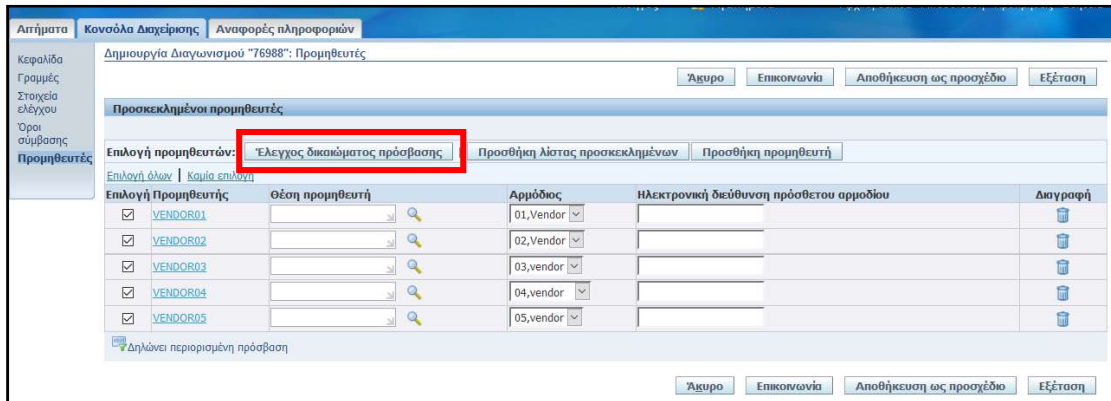 Αιτήματα Κονσόλα Διαχείρισης Αναφορές πληροφοριών
Κεφαλίδα
Γραμμές
Στοιχεία
ελέγχου
Όροι
σύμβασης
Προμηθευτές
Δημιουργία Διαγωνισμού "76988": Προμηθευτές
Άκυρο Επικοινωνία Αποθήκευση ως προσχέδιο Εξέταση
Προσκεκλημένοι προμηθευτές
Επιλογή προμηθευτών: Έλεγχος δικαιώματος πρόσβασης Προσθήκη λίστας προσκεκλημένων Προσθήκη προμηθευτή
Επιλογή όλων | Καμία επιλογή
Επιλογή Προμηθευτής Θέση προμηθευτή Αρμόδιος Ηλεκτρονική διεύθυνση πρόσθετου αρμοδίου Διαγραφή
VENDOR01 01,Vendor
VENDOR02 02,Vendor
VENDOR03 03,vendor
VENDOR04 04,vendor
VENDOR05 05,vendor
Δηλώνει περιορισμένη πρόσβαση
Άκυρο Επικοινωνία Αποθήκευση ως προσχέδιο Εξέταση